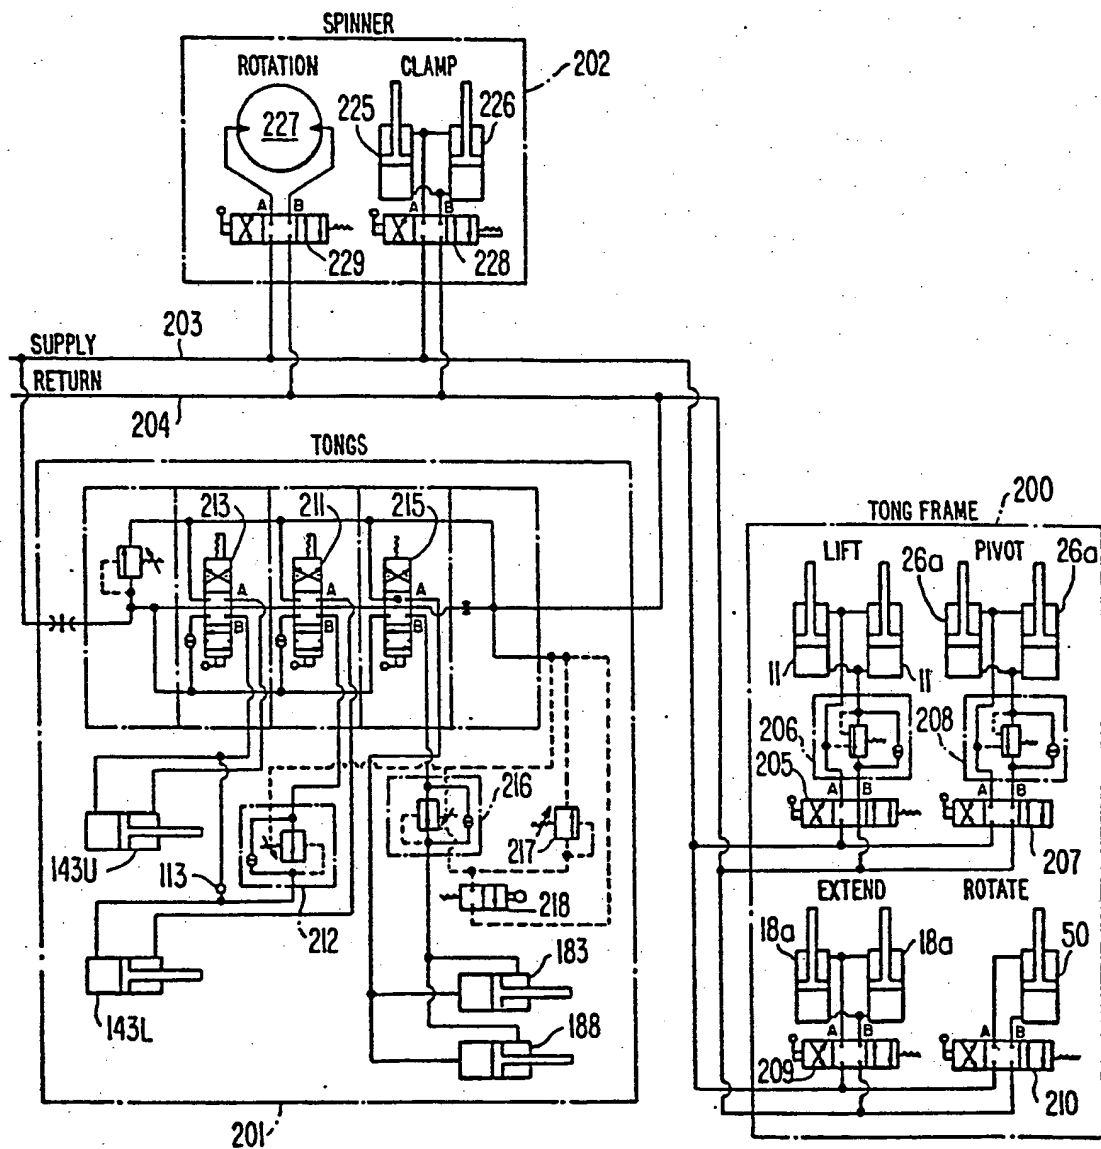 SPINNER
ROTATION
CLAMP
202
225
226
227
A
B
A
B
229
228
203
SUPPLY
RETURN
204
TONGS
213
211
215
A
B
A
B
A
B
143U
113
212
216
217
218
143L
183
188
201
200
TONG FRAME
LIFT
PIVOT
26a
26a
11
11
206
208
205
A
B
A
B
207
EXTEND
ROTATE
18a
18a
50
A
B
A
B
209
210